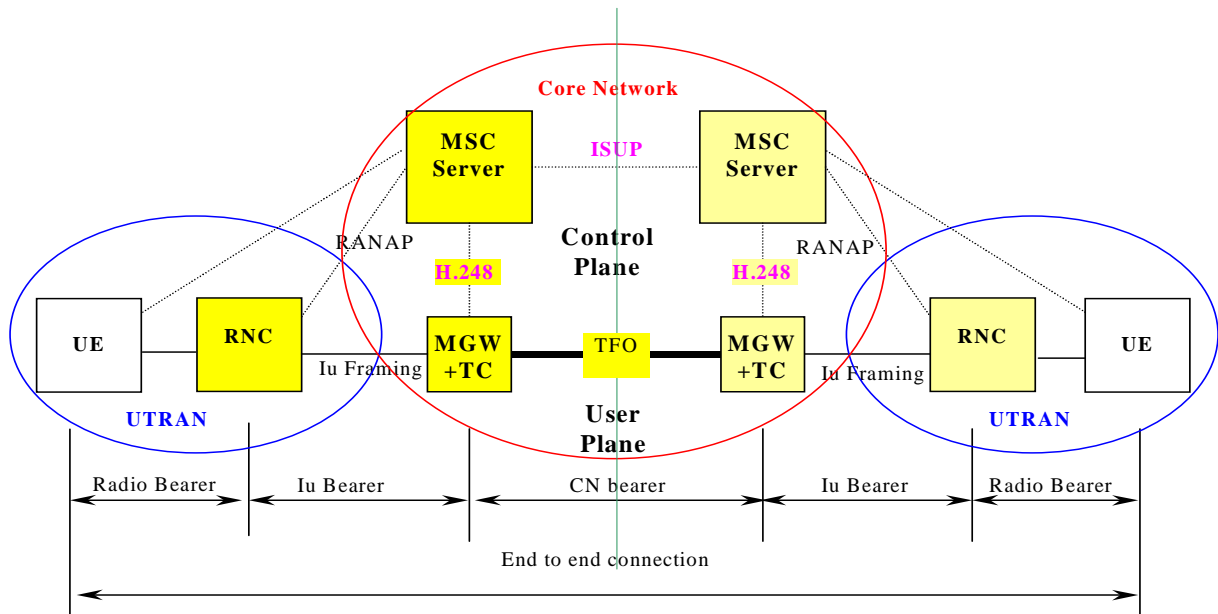 Core Network
MSC
Server
ISUP
MSC
Server
RANAP
Control
Plane
RANAP
H.248
H.248
UE
RNC
MGW
+TC
TFO
MGW
+TC
RNC
UE
Iu Framing
Iu Framing
UTRAN
User
Plane
UTRAN
Radio Bearer
Iu Bearer
CN bearer
Iu Bearer
Radio Bearer
End to end connection